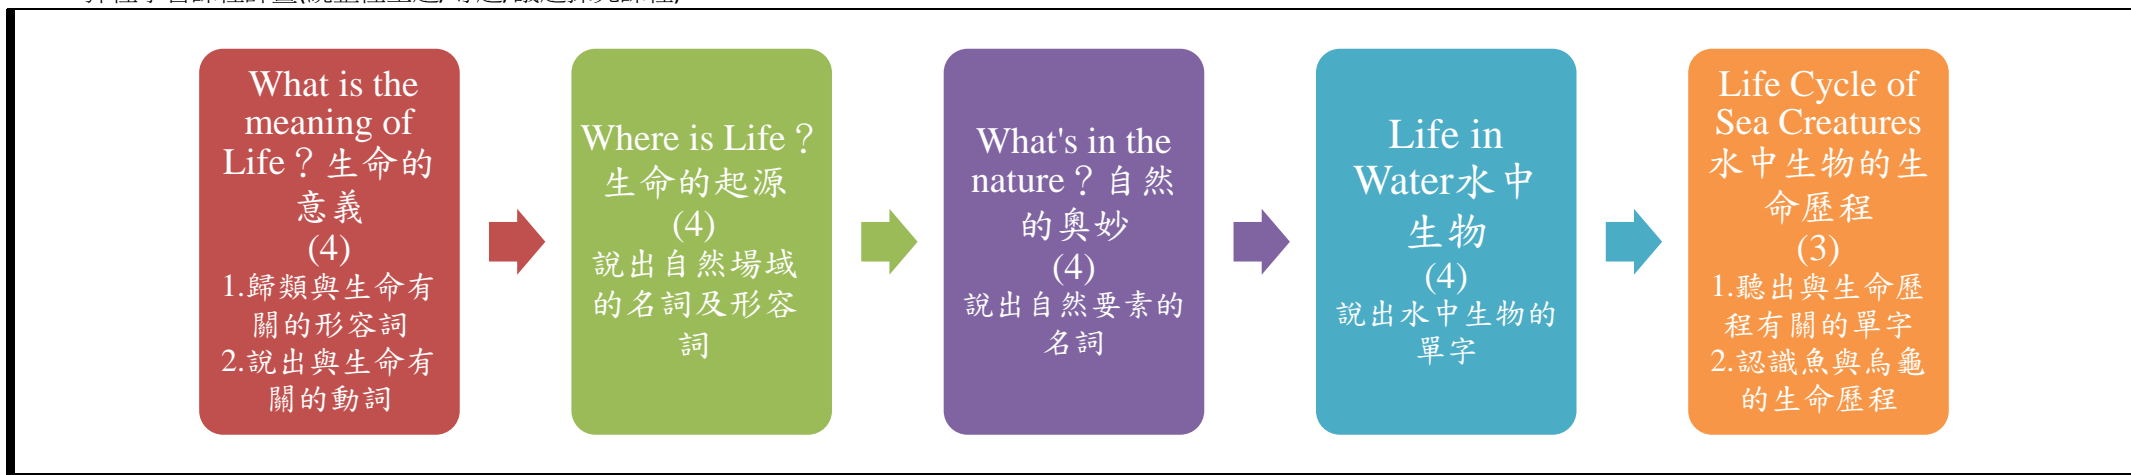 What is the
meaning of
Life？生命的
意義
(4)
1.歸類與生命有
關的形容詞
2.說出與生命有
關的動詞
Where is Life？
生命的起源
(4)
說出自然場域
的名詞及形容
詞
What's in the
nature？自然
的奧妙
(4)
說出自然要素的
名詞
Life in
Water水中
生物
(4)
說出水中生物的
單字
Life Cycle of
Sea Creatures
水中生物的生
命歷程
(3)
1.聽出與生命歷
程有關的單字
2.認識魚與烏龜
的生命歷程